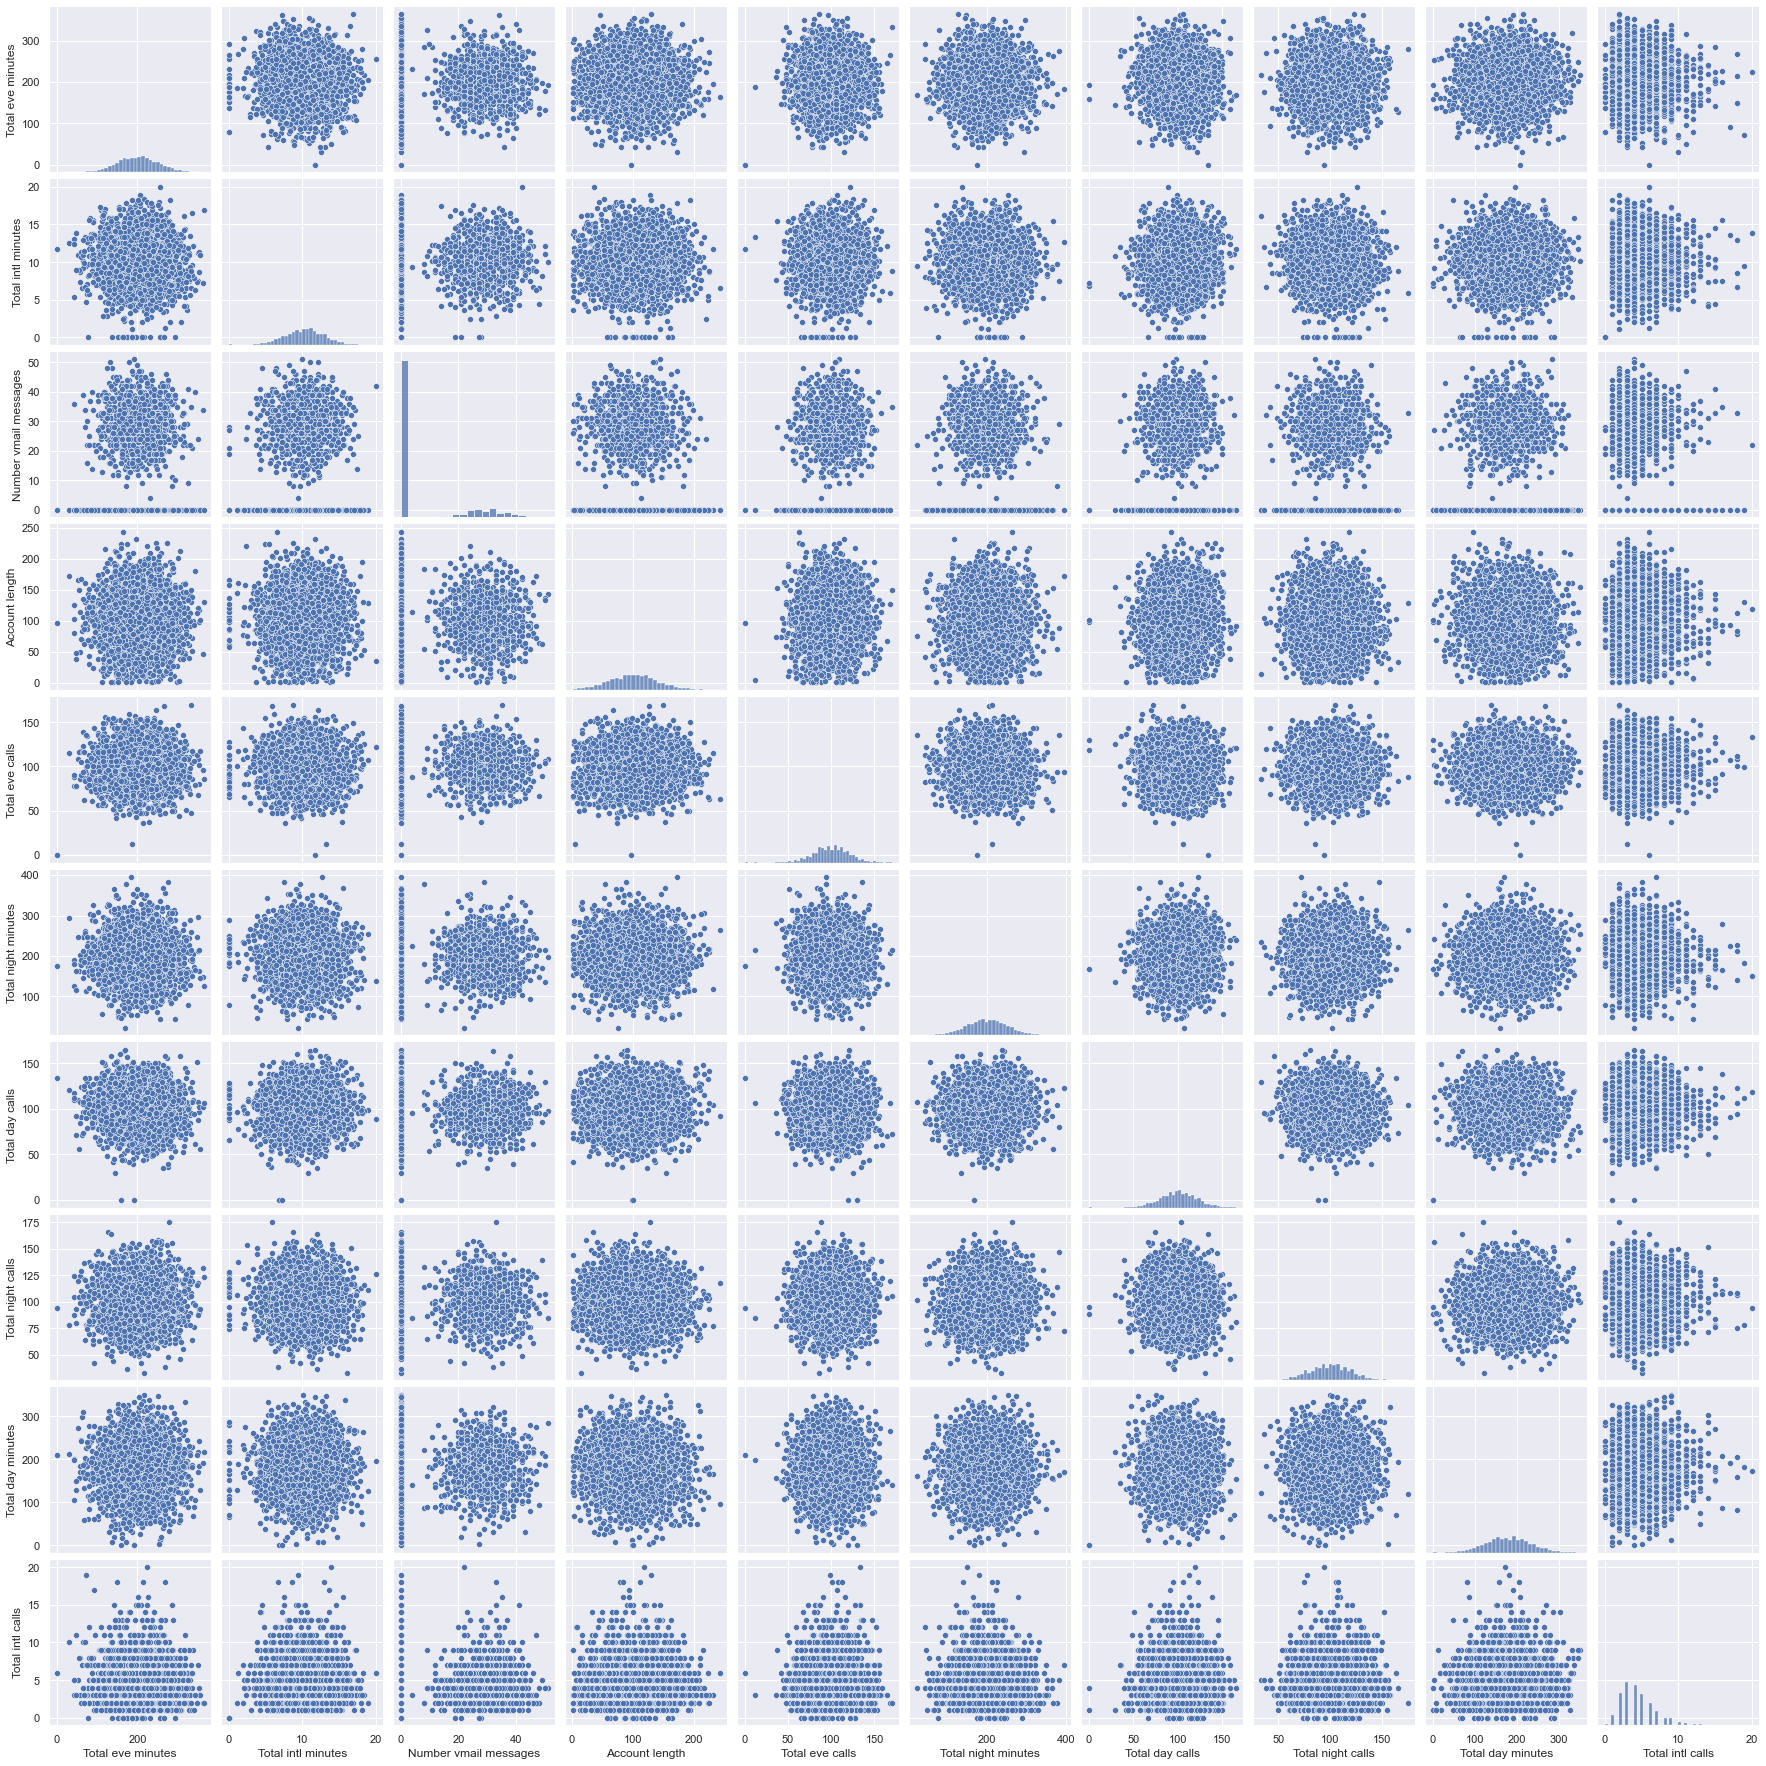 Total eve minutes
300
200
100
0
Total intl minutes
20
15
10
5
0
Number vmail messages
50
40
30
20
10
0
Account length
250
200
150
100
50
0
Total eve calls
150
100
50
0
Total night minutes
400
300
200
100
Total day calls
150
100
50
0
Total night calls
175
150
125
100
75
50
Total day minutes
300
200
100
0
Total intl calls
20
15
10
5
0
0 200
Total eve minutes
0 10 20
Total intl minutes
0 20 40
Number vmail messages
0 100 200
Account length
0 50 100 150
Total eve calls
200 400
Total night minutes
0 50 100 150
Total day calls
50 100 150
Total night calls
0 100 200 300
Total day minutes
0 10 20
Total intl calls